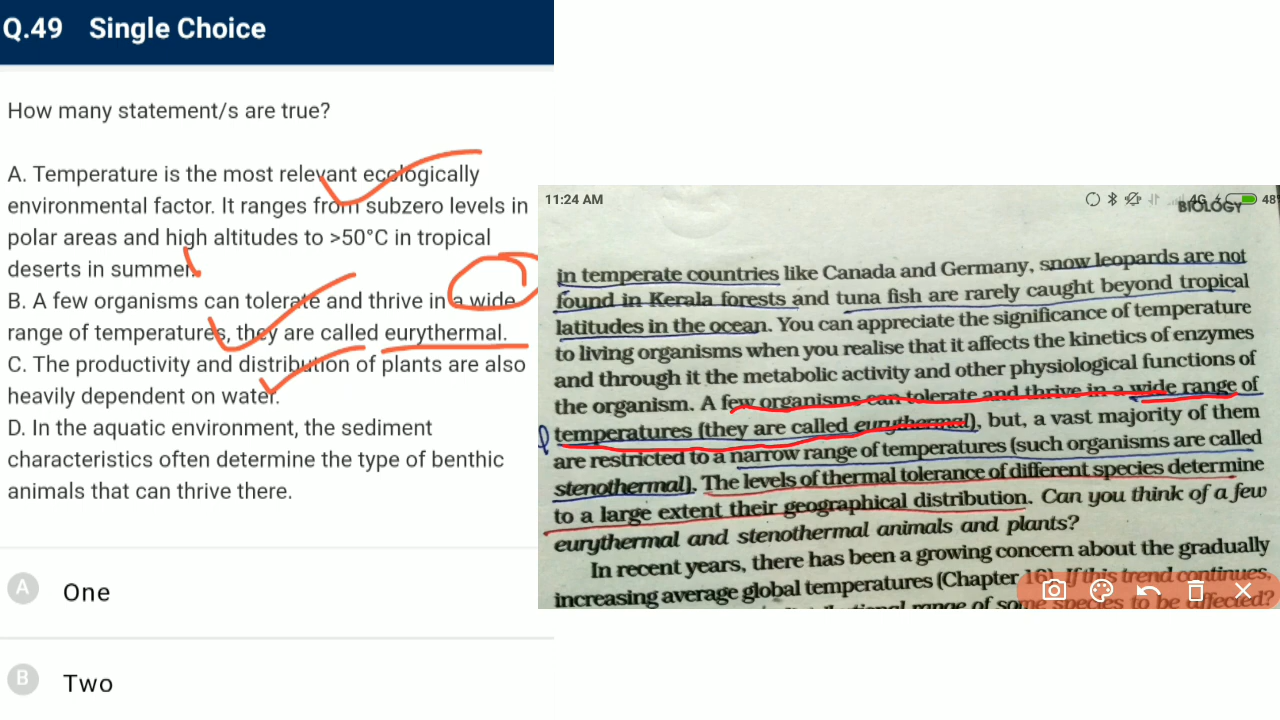 Q.49 Single Choice
How many statement/s are true?
A. Temperature is the most relevant ecologically
environmental factor. It ranges from subzero levels in
polar areas and high altitudes to >50°C in tropical
deserts in summer.
B. A few organisms can tolerate and thrive in a wide
range of temperatures, they are called eurythermal.
C. The productivity and distribution of plants are also
heavily dependent on water.
D. In the aquatic environment, the sediment
characteristics often determine the type of benthic
animals that can thrive there.
A One
B Two
11:24 AM 4G 48
BIOLOGY
in temperate countries like Canada and Germany, snow leopards are not
found in Kerala forests and tuna fish are rarely caught beyond tropical
latitudes in the ocean. You can appreciate the significance of temperature
to living organisms when you realise that it affects the kinetics of enzymes
and through it the metabolic activity and other physiological functions of
the organism. A few organisms can tolerate and thrive in a wide range of
temperatures (they are called eurythermal), but, a vast majority of them
are restricted to a narrow range of temperatures (such organisms are called
stenothermal). The levels of thermal tolerance of different species determine
to a large extent their geographical distribution. Can you think of a few
eurythermal and stenothermal animals and plants?
In recent years, there has been a growing concern about the gradually
increasing average global temperatures (Chapter 16). If this trend continues,
range of some species to be affected?